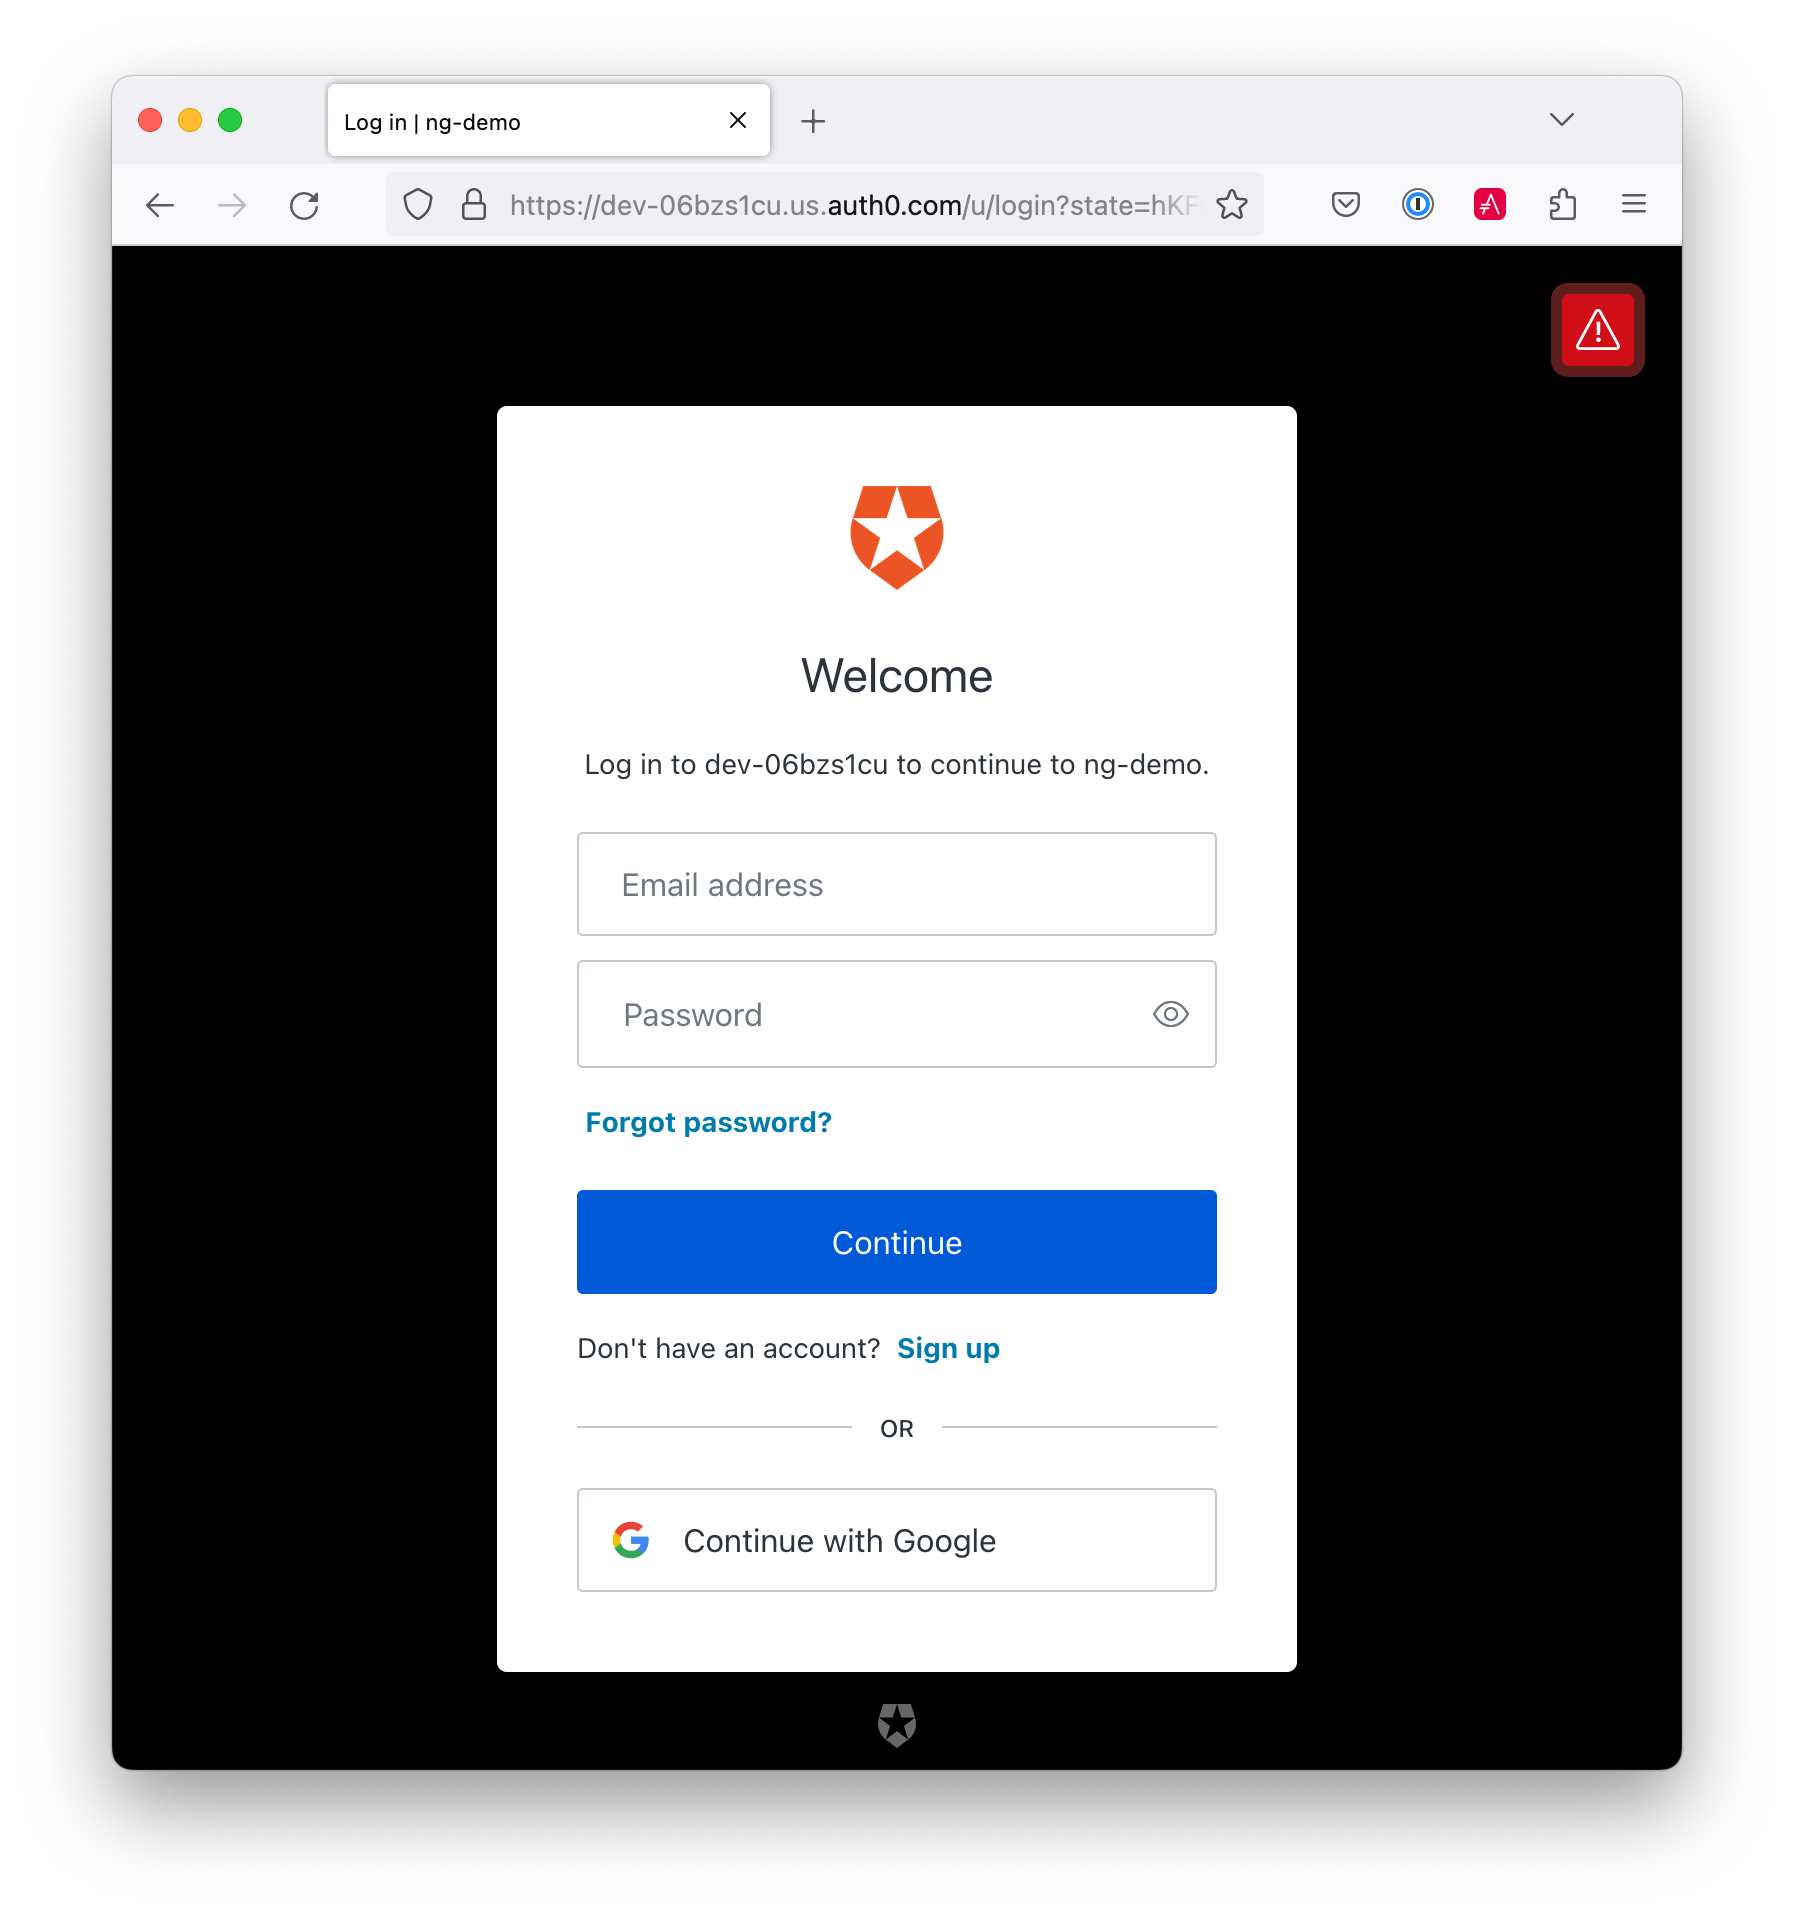 Log in | ng-demo
https://dev-06bzs1cu.us.auth0.com/u/login?state=hKF
Welcome
Log in to dev-06bzs1cu to continue to ng-demo.
Email address
Password
Forgot password?
Continue
Don't have an account? Sign up
OR
Continue with Google